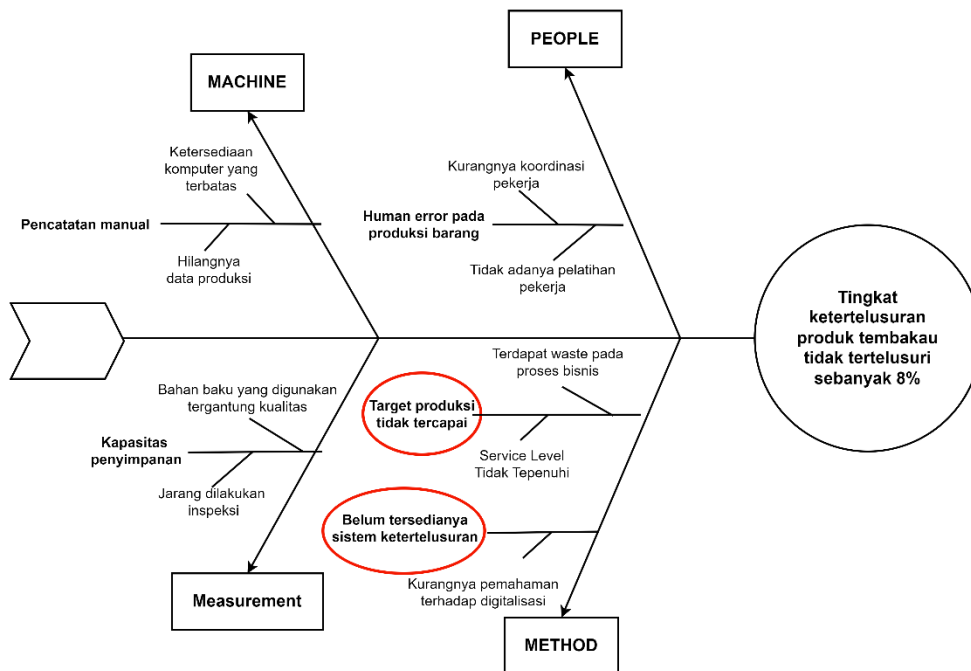 PEOPLE
MACHINE
Ketersediaan
komputer yang
terbatas
Pencatatan manual
Hilangnya
data produksi
Kurangnya koordinasi
pekerja
Human error pada
produksi barang
Tidak adanya pelatihan
pekerja
Tingkat
ketertelusuran
produk tembakau
tidak tertelusuri
sebanyak 8%
Bahan baku yang digunakan
tergantung kualitas
Kapasitas
penyimpanan
Jarang dilakukan
inspeksi
Terdapat waste pada
proses bisnis
Target produksi
tidak tercapai
Service Level
Tidak Tepenuhi
Belum tersedianya
sistem ketertelusuran
Kurangnya pemahaman
terhadap digitalisasi
Measurement
METHOD